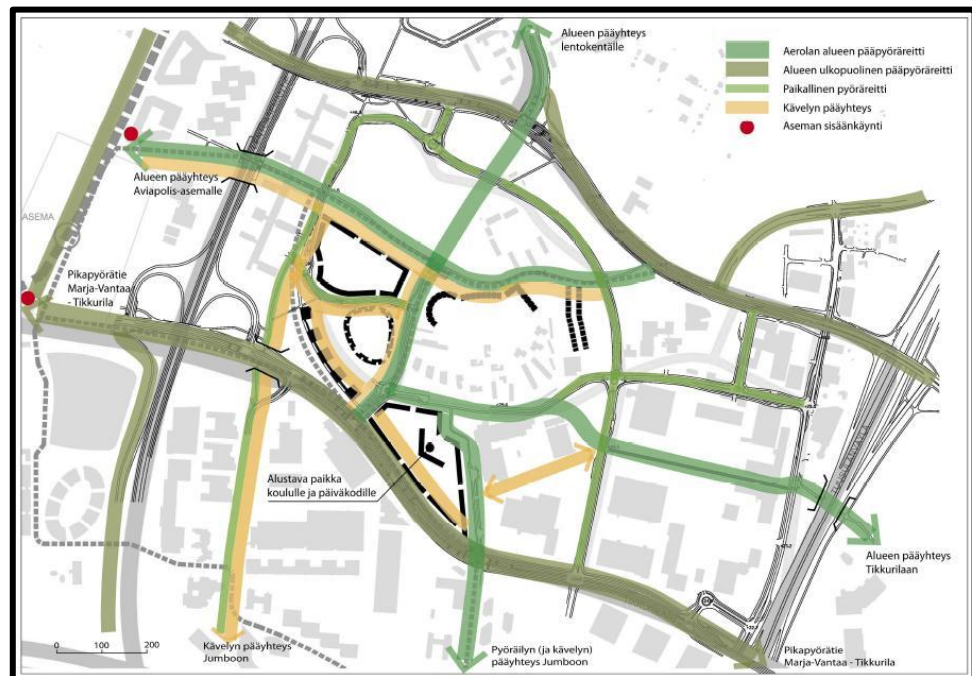 Alueen pääyhteys
lentokentälle
Aerolan alueen pääpyöräreitti
Alueen ulkopuolinen pääpyöräreitti
Paikallinen pyöräreitti
Kävelyn pääyhteys
Aseman sisäänkäynti
Alueen pääyhteys
Aviapolis-asemalle
ASEMA
Pikapyörätie
Marja-Vantaa
- Tikkurila
Alustava paikka
koululle ja päiväkodille
Alueen pääyhteys
Tikkurilaan
0 100 200
Kävelyn pääyhteys
Jumboon
Pyöräilyn (ja kävelyn)
pääyhteys Jumboon
Pikapyörätie
Marja-Vantaa - Tikkurila